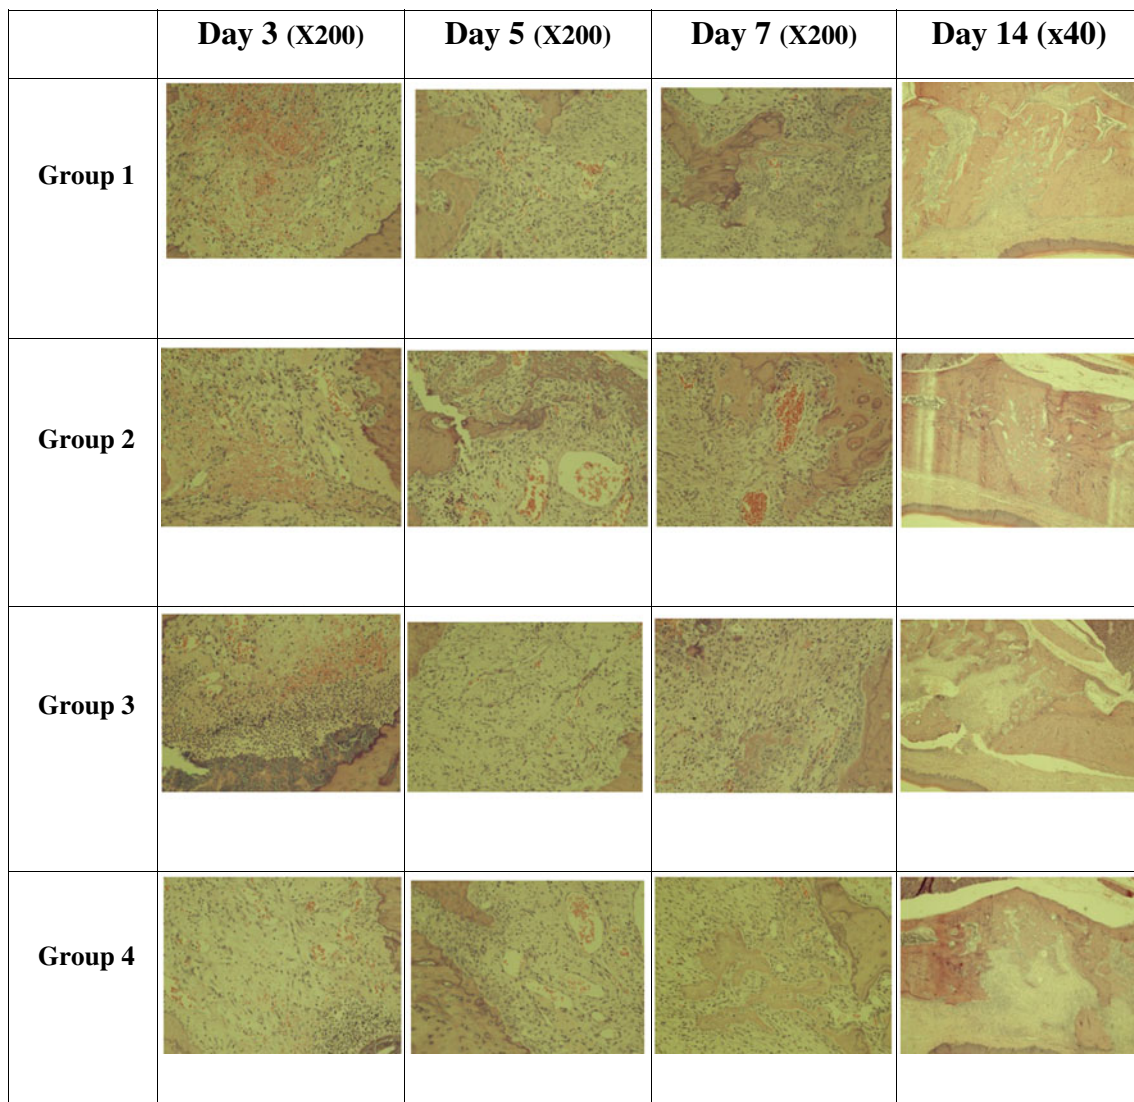 Day 3 (X200) Day 5 (X200) Day 7 (X200) Day 14 (x40)
Group 1
Group 2
Group 3
Group 4